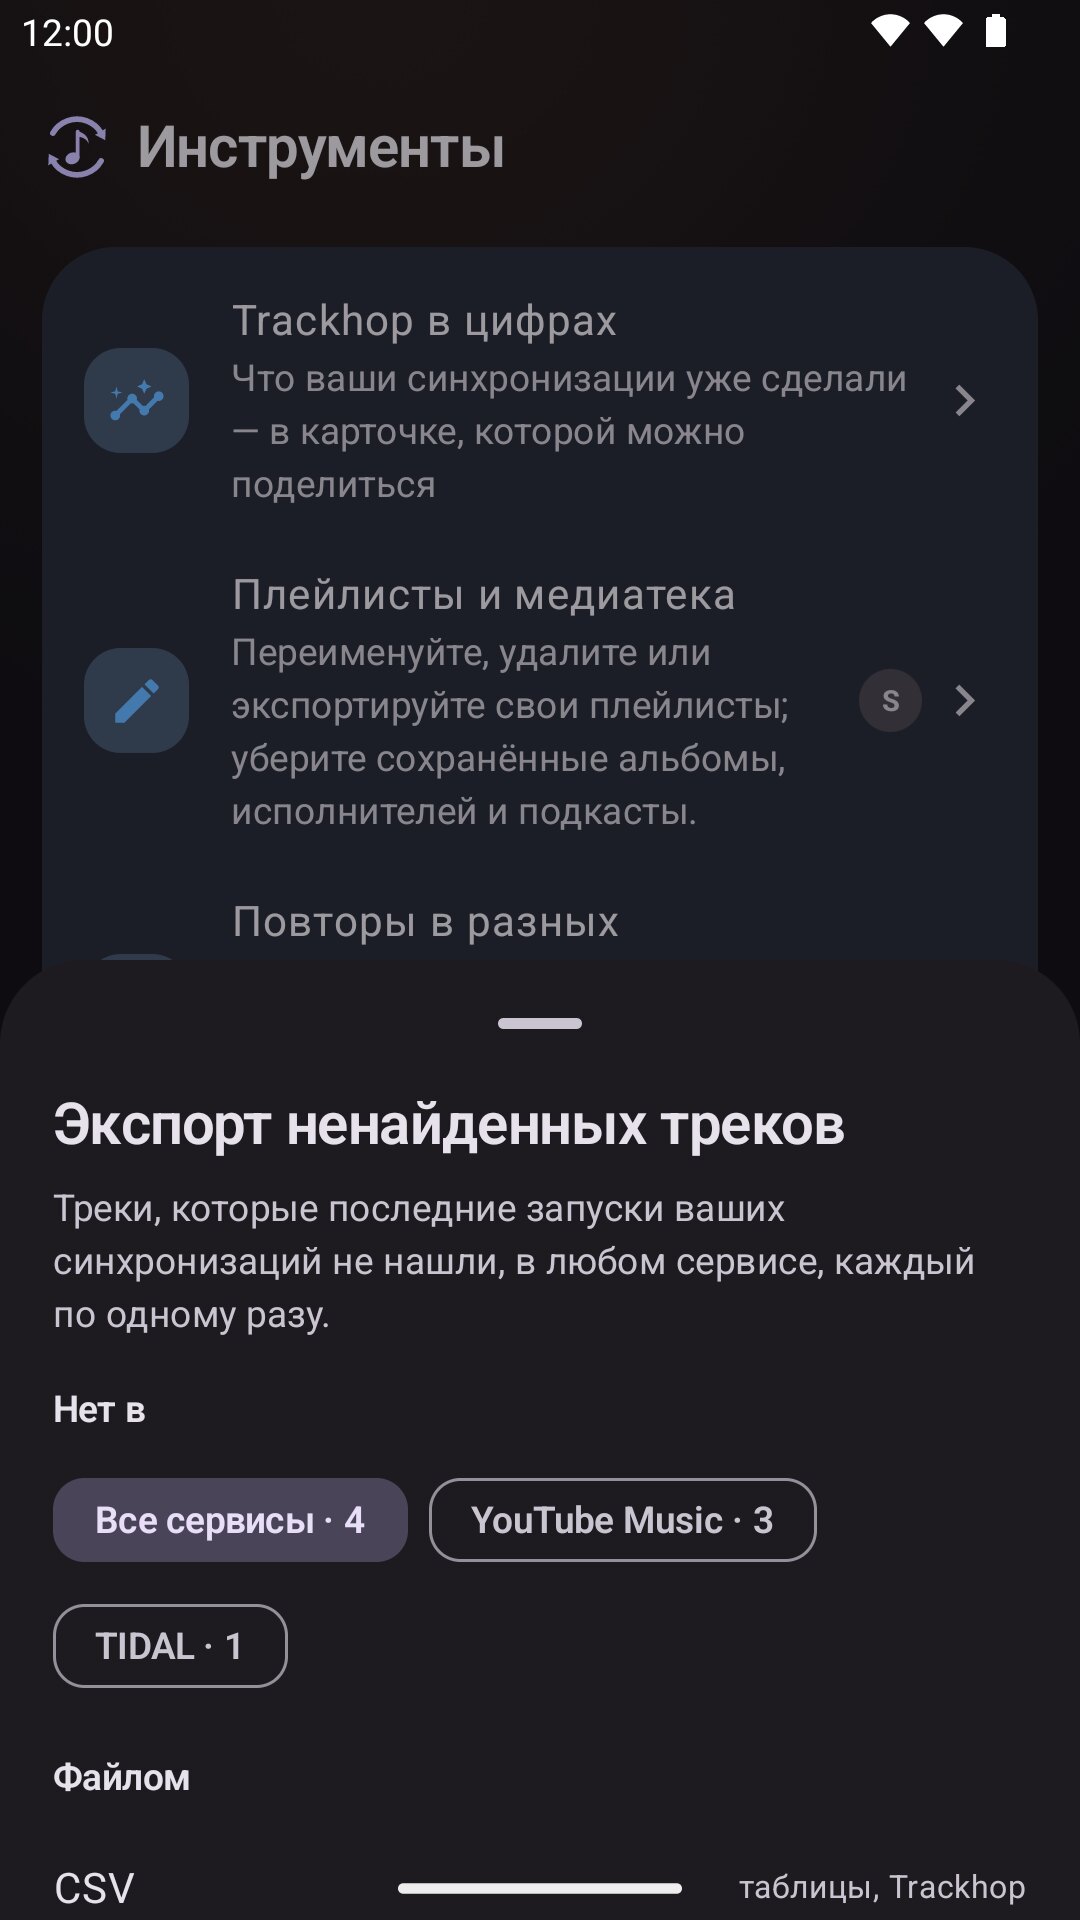 12:00
Инструменты
Trackhop в цифрах
Что ваши синхронизации уже сделали
— в карточке, которой можно
поделиться
Плейлисты и медиатека
Переименуйте, удалите или
экспортируйте свои плейлисты;
уберите сохранённые альбомы,
исполнителей и подкасты.
S
Повторы в разных
Экспорт ненайденных треков
Треки, которые последние запуски ваших
синхронизаций не нашли, в любом сервисе, каждый
по одному разу.
Нет в
Все сервисы · 4
YouTube Music · 3
TIDAL · 1
Файлом
CSV
таблицы, Trackhop